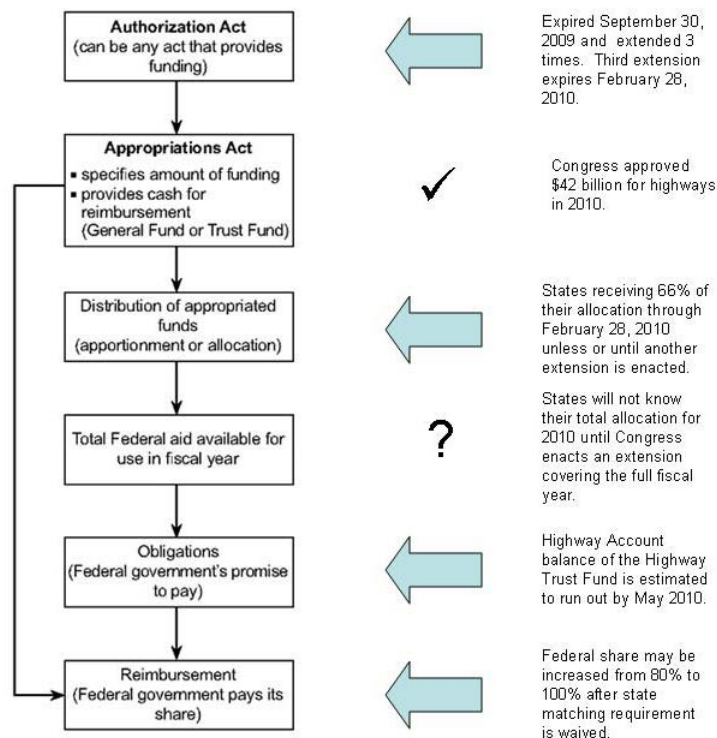 Authorization Act
(can be any act that provides
funding)
Expired September 30,
2009 and extended 3
times. Third extension
expires February 28,
2010.
Appropriations Act
▪ specifies amount of funding
▪ provides cash for
reimbursement
(General Fund or Trust Fund)
✓
Congress approved
$42 billion for highways
in 2010.
Distribution of appropriated
funds
(apportionment or allocation)
States receiving 66% of
their allocation through
February 28, 2010
unless or until another
extension is enacted.
Total Federal aid available for
use in fiscal year
?
States will not know
their total allocation for
2010 until Congress
enacts an extension
covering the full fiscal
year.
Obligations
(Federal government's promise
to pay)
Highway Account
balance of the Highway
Trust Fund is estimated
to run out by May 2010.
Reimbursement
(Federal government pays its
share)
Federal share may be
increased from 80% to
100% after state
matching requirement
is waived.